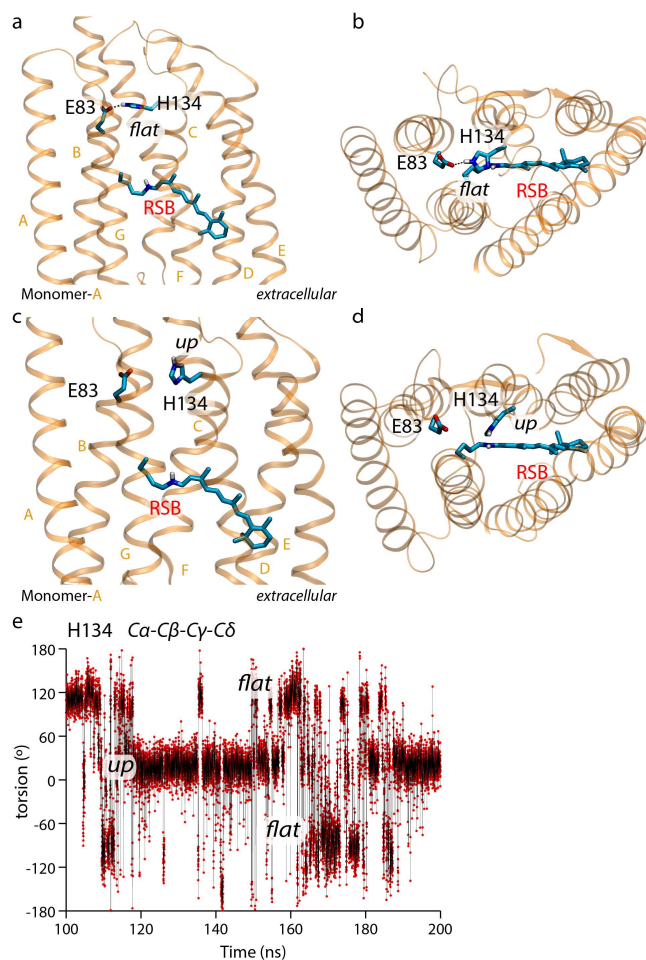 a
E83
H134
flat
B
C
RSB
A
G
E
F
D
Monomer-A
extracellular
b
H134
E83
flat
RSB
c
up
E83
H134
C
B
RSB
A
E
G
F
D
Monomer-A
extracellular
d
H134
E83
up
RSB
e
H134 Cα-Cβ-Cγ-Cδ
180
120
60
0
-60
-120
-180
torsion (º)
flat
up
flat
100
120
140
160
180
200
Time (ns)